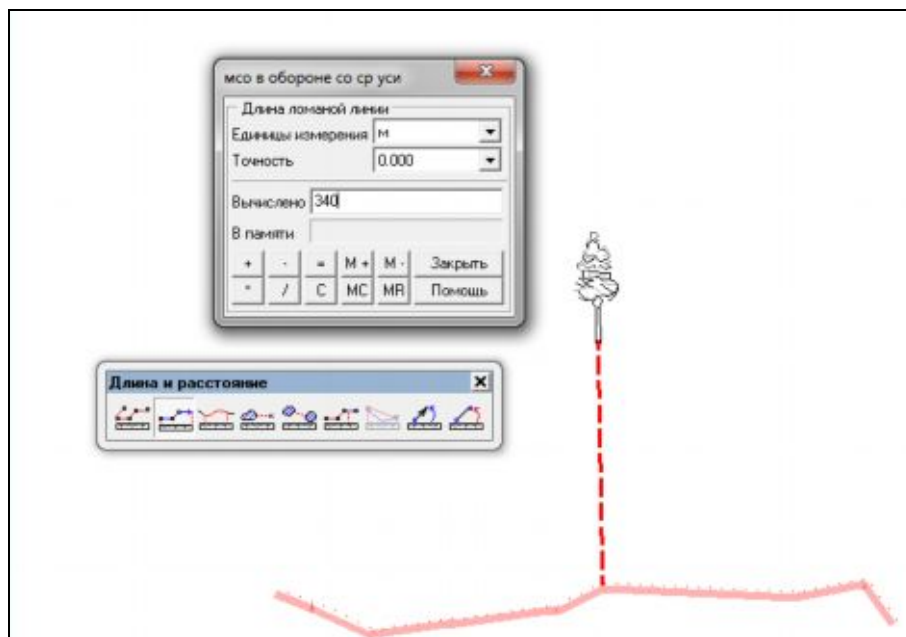 мсо в обороне со ср уси
Длина ломаной линии
Единицы измерения м
Точность 0.000
Вычислено 340
В памяти
+ - = M + M - Закрыть
* / C MC MR Помощь
Длина и расстояние